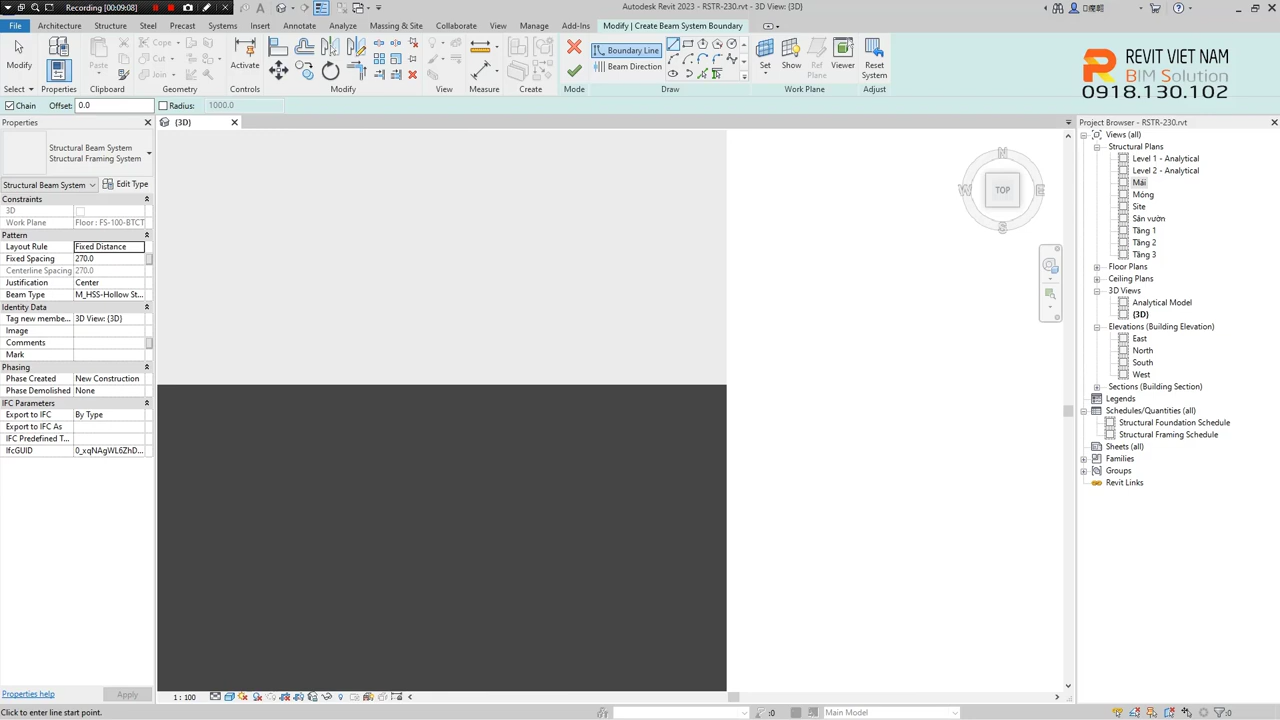 Recording [00:09:08]
Autodesk Revit 2023 - RSTR-230.rvt - 3D View: {3D}
File
Architecture
Structure
Steel
Precast
Systems
Insert
Annotate
Analyze
Massing & Site
Collaborate
View
Manage
Add-Ins
Modify | Create Beam System Boundary
Modify
Paste
Cope
Cut
Join
Activate
Boundary Line
Beam Direction
Set
Show
Ref Plane
Viewer
Reset System
Select
Properties
Clipboard
Geometry
Controls
Modify
View
Measure
Create
Mode
Draw
Work Plane
Adjust
REVIT VIET NAM
BIM Solution
0918.130.102
Chain
Offset: 0.0
Radius: 1000.0
Properties
{3D}
Structural Beam System
Structural Framing System
Structural Beam System
Edit Type
Constraints
3D
Work Plane Floor : FS-100-BTCT
Pattern
Layout Rule Fixed Distance
Fixed Spacing 270.0
Centerline Spacing 270.0
Justification Center
Beam Type M_HSS-Hollow St...
Identity Data
Tag new membe... 3D View: {3D}
Image
Comments
Mark
Phasing
Phase Created New Construction
Phase Demolished None
IFC Parameters
Export to IFC By Type
Export to IFC As
IFC Predefined T...
IfcGUID 0_xqNAgWL6ZhD...
Properties help
Apply
N
W
TOP
E
S
Project Browser - RSTR-230.rvt
Views (all)
Structural Plans
Level 1 - Analytical
Level 2 - Analytical
Mái
Móng
Site
Sân vườn
Tầng 1
Tầng 2
Tầng 3
Floor Plans
Ceiling Plans
3D Views
Analytical Model
{3D}
Elevations (Building Elevation)
East
North
South
West
Sections (Building Section)
Legends
Schedules/Quantities (all)
Structural Foundation Schedule
Structural Framing Schedule
Sheets (all)
Families
Groups
Revit Links
1 : 100
Click to enter line start point.
:0
Main Model
:0